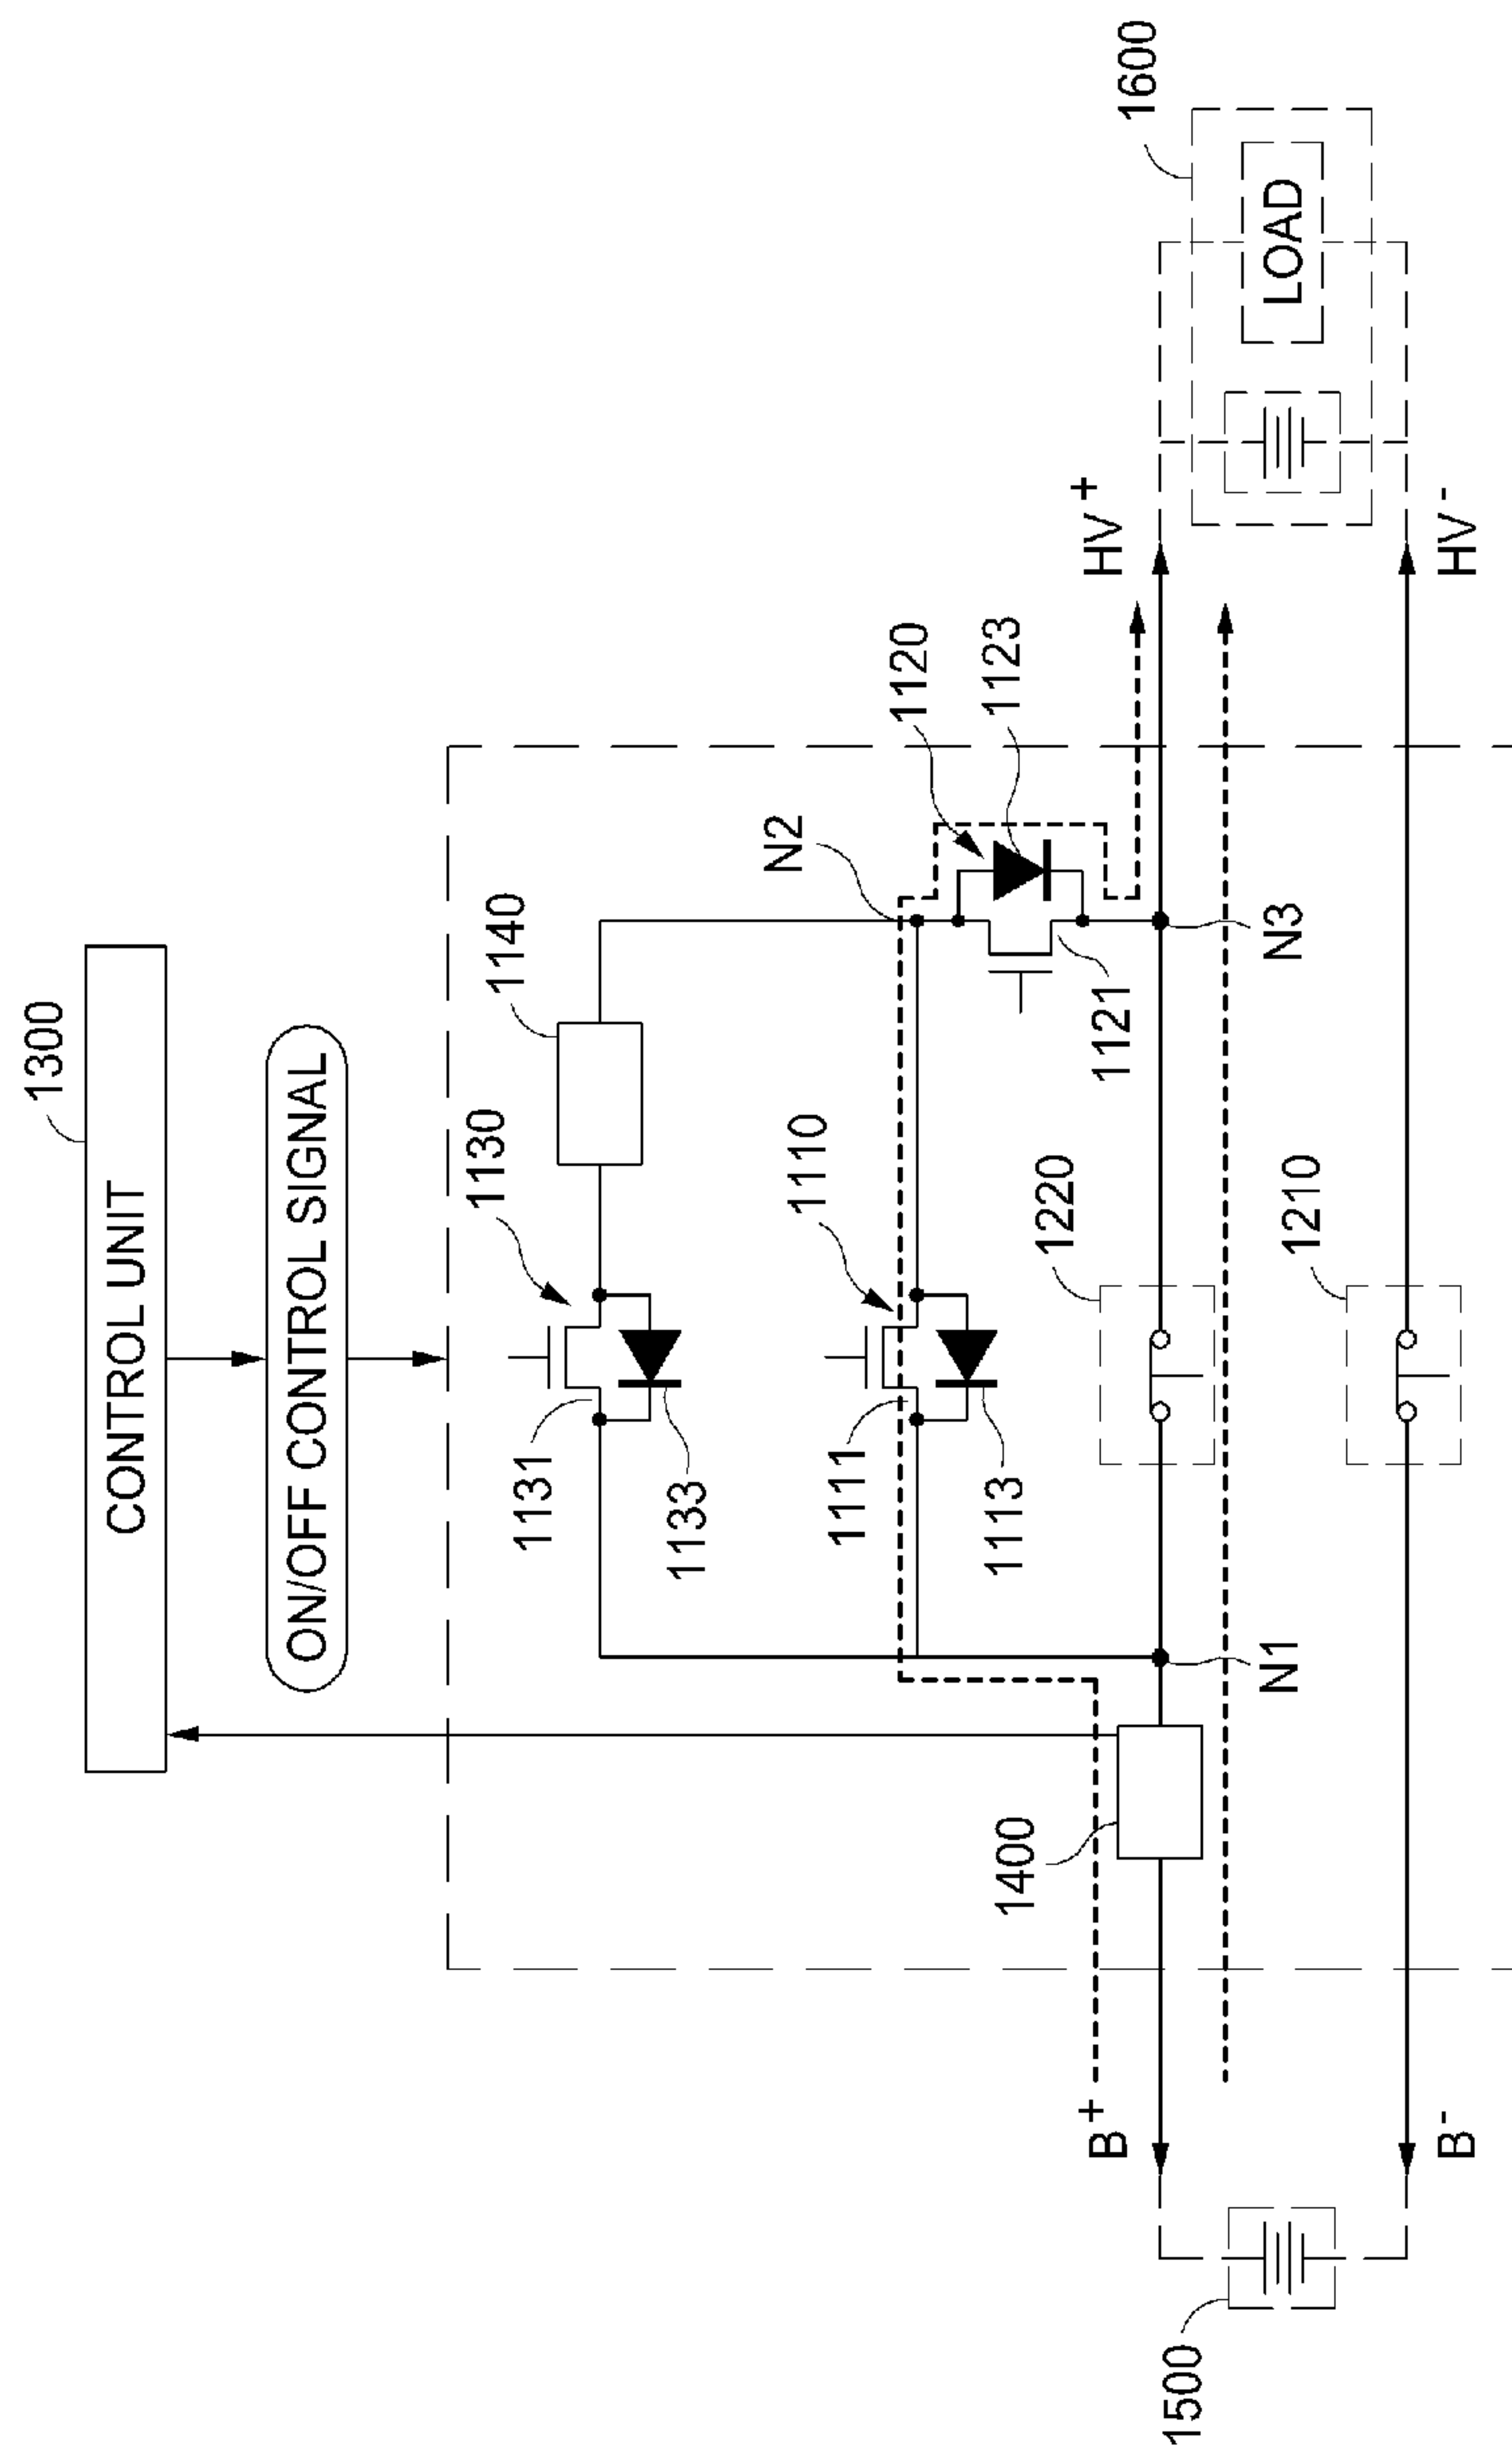 1300
CONTROL UNIT
ON/OFF CONTROL SIGNAL
1130
1140
1131
1133
N2
1110
1111
1113
1120
1123
1121
1400
1220
B+
HV+
1600
N1
N3
LOAD
1500
1210
B-
HV-